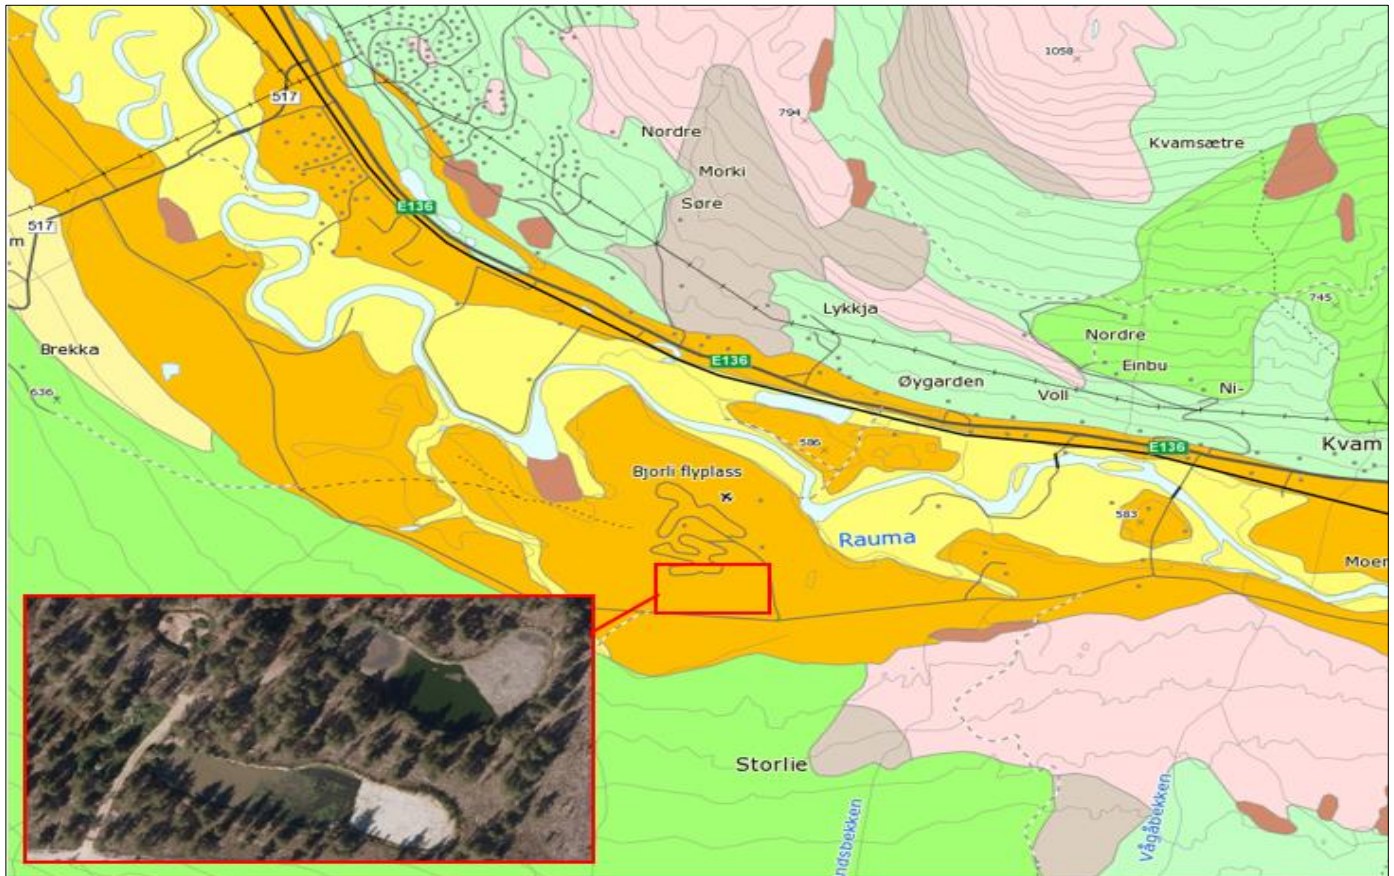 1058
794
517
Nordre
Kvamsætre
Morki
Søre
E136
517
m
745
Lykkja
Nordre
Brekka
E136
Einbu
Øygarden
Ni-
636
Voll
586
E136
Kvam
Bjorli flyplass
583
Rauma
Moer
Storlie
Vågåbekken
ndsbekken